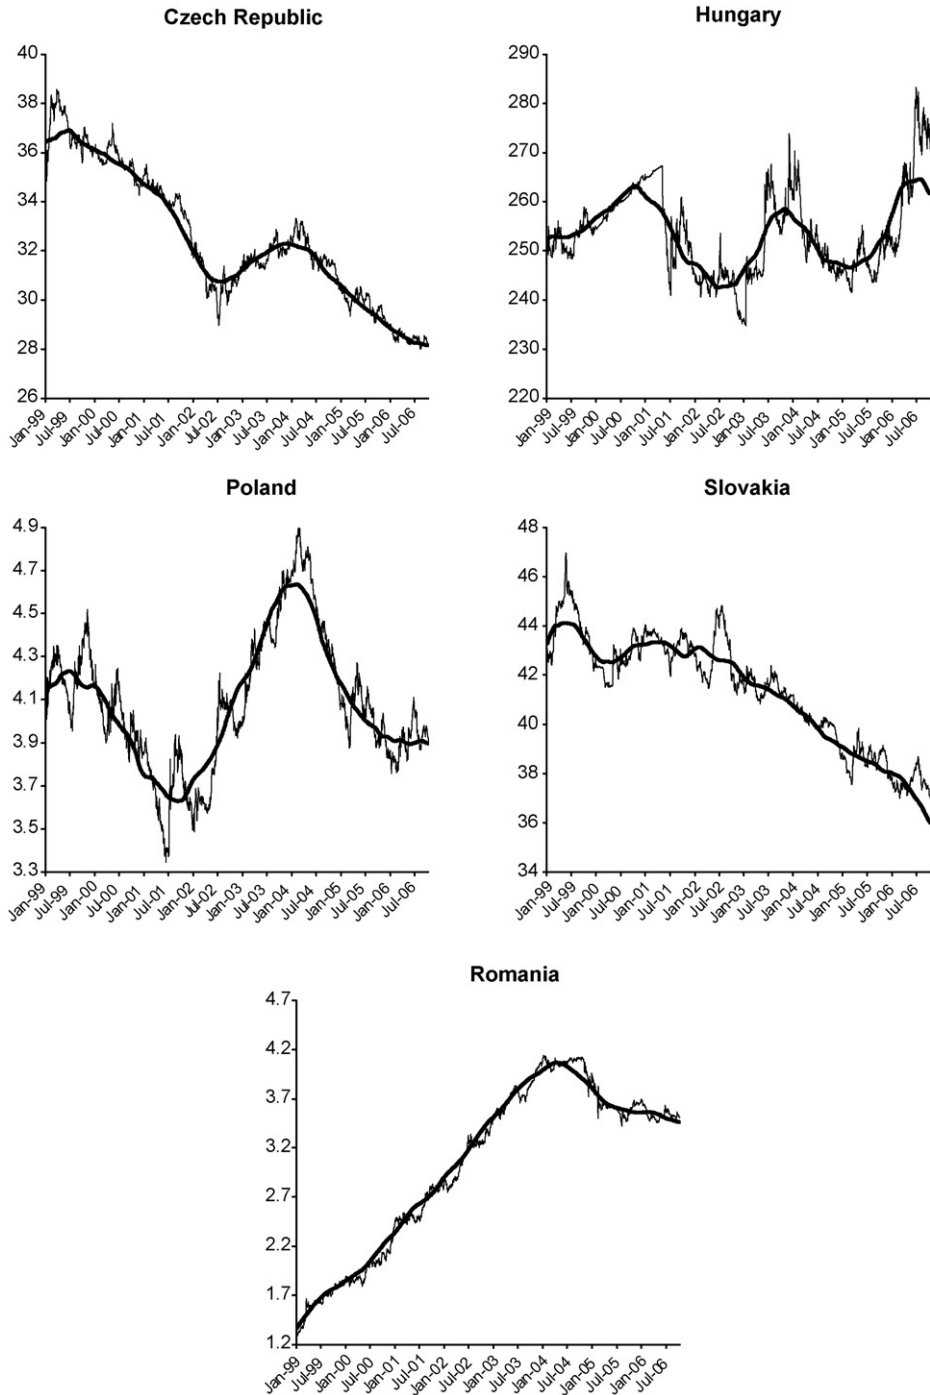 Czech Republic
40
38
36
34
32
30
28
26
Jan-99
Jul-99
Jan-00
Jul-00
Jan-01
Jul-01
Jan-02
Jul-02
Jan-03
Jul-03
Jan-04
Jul-04
Jan-05
Jul-05
Jan-06
Jul-06
Hungary
290
280
270
260
250
240
230
220
Jan-99
Jul-99
Jan-00
Jul-00
Jan-01
Jul-01
Jan-02
Jul-02
Jan-03
Jul-03
Jan-04
Jul-04
Jan-05
Jul-05
Jan-06
Jul-06
Poland
4.9
4.7
4.5
4.3
4.1
3.9
3.7
3.5
3.3
Jan-99
Jul-99
Jan-00
Jul-00
Jan-01
Jul-01
Jan-02
Jul-02
Jan-03
Jul-03
Jan-04
Jul-04
Jan-05
Jul-05
Jan-06
Jul-06
Slovakia
48
46
44
42
40
38
36
34
Jan-99
Jul-99
Jan-00
Jul-00
Jan-01
Jul-01
Jan-02
Jul-02
Jan-03
Jul-03
Jan-04
Jul-04
Jan-05
Jul-05
Jan-06
Jul-06
Romania
4.7
4.2
3.7
3.2
2.7
2.2
1.7
1.2
Jan-99
Jul-99
Jan-00
Jul-00
Jan-01
Jul-01
Jan-02
Jul-02
Jan-03
Jul-03
Jan-04
Jul-04
Jan-05
Jul-05
Jan-06
Jul-06